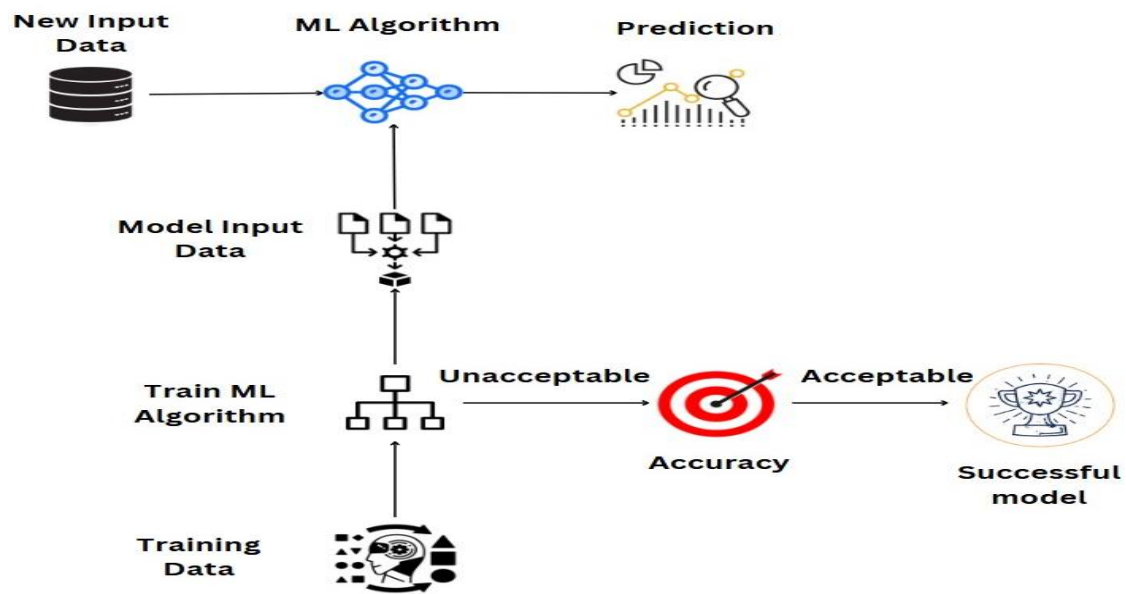 New Input
Data
ML Algorithm
Prediction
Model Input
Data
Train ML
Algorithm
Unacceptable
Acceptable
Accuracy
Successful
model
Training
Data